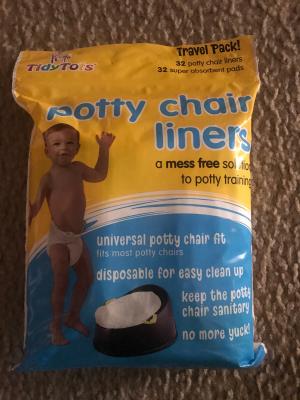 Travel Pack!
32 potty chair liners
32 super absorbent pads
TidyTots
potty chair
liners
a mess free solution
to potty training
universal potty chair fit
fits most potty chairs
disposable for easy clean up
keep the potty
chair sanitary
no more yuck!